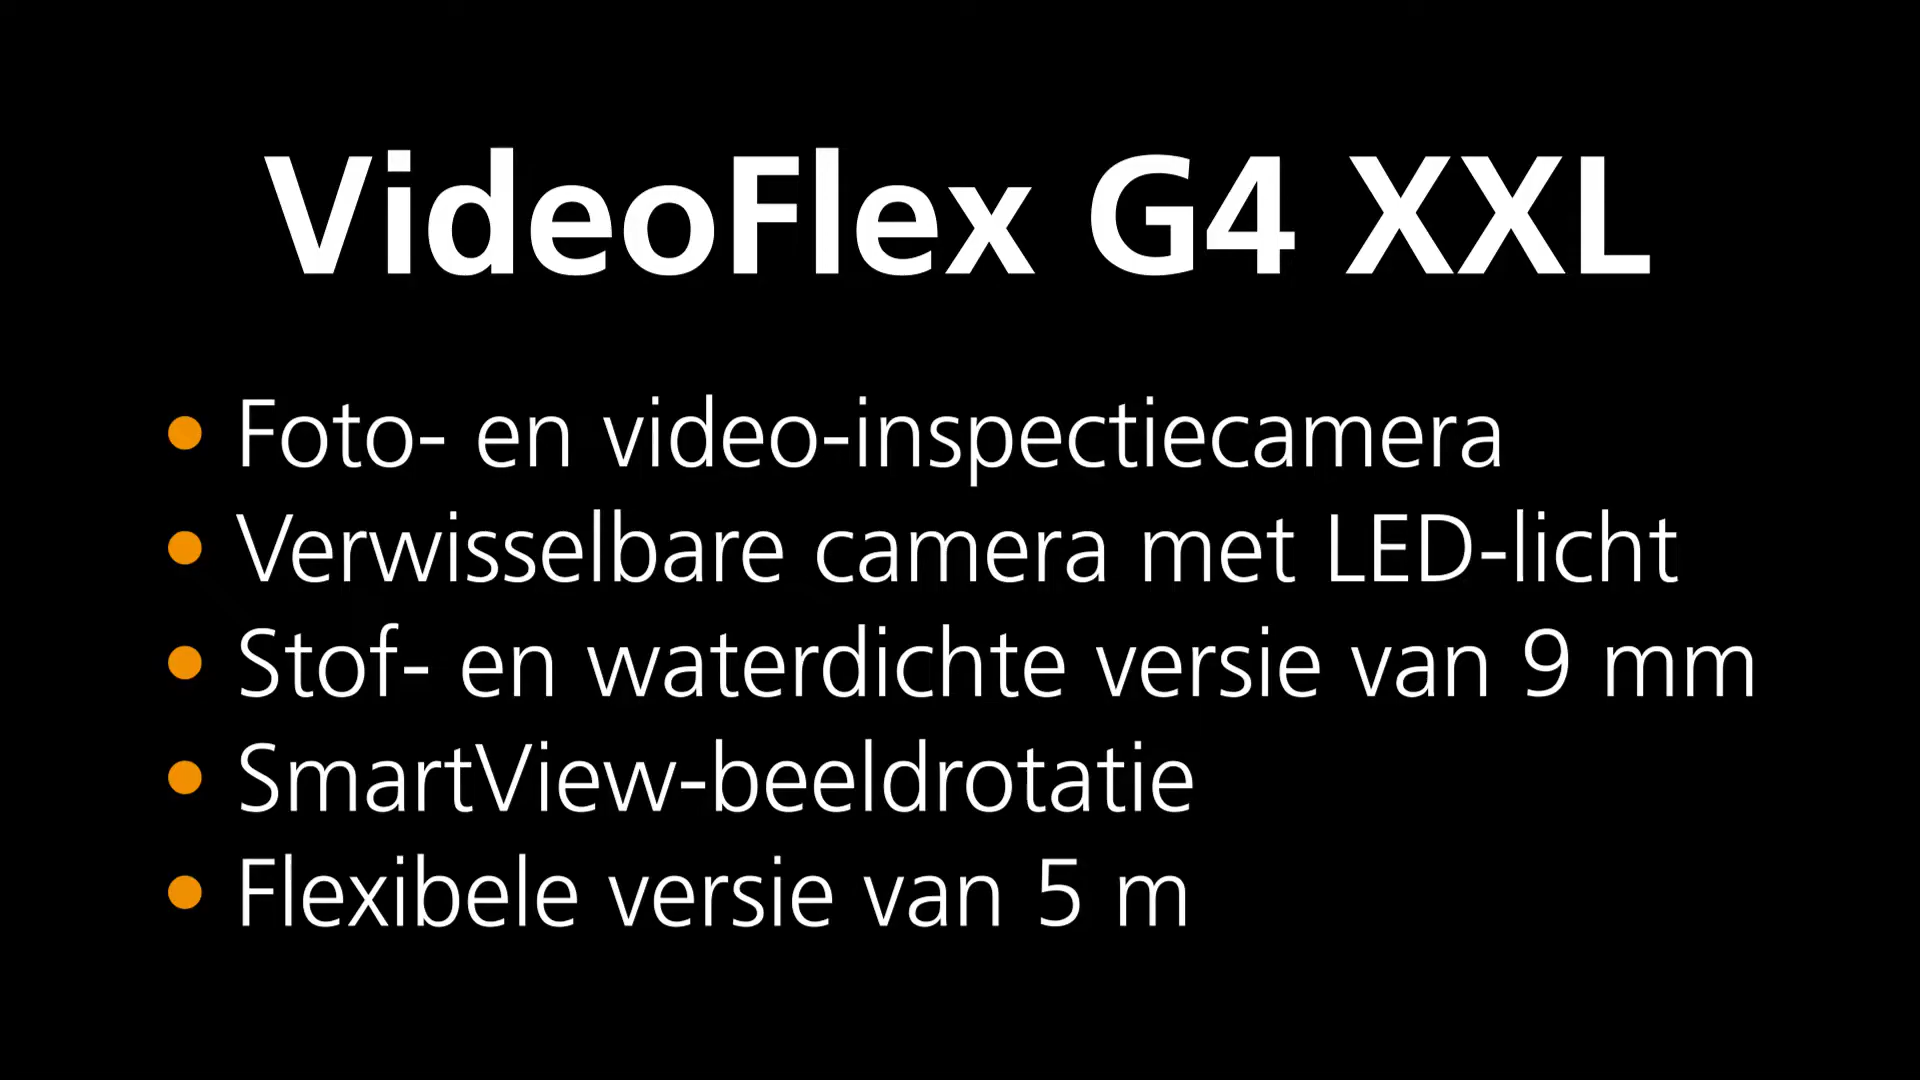 VideoFlex G4 XXL
• Foto- en video-inspectiecamera
• Verwisselbare camera met LED-licht
• Stof- en waterdichte versie van 9 mm
• SmartView-beeldrotatie
• Flexibele versie van 5 m